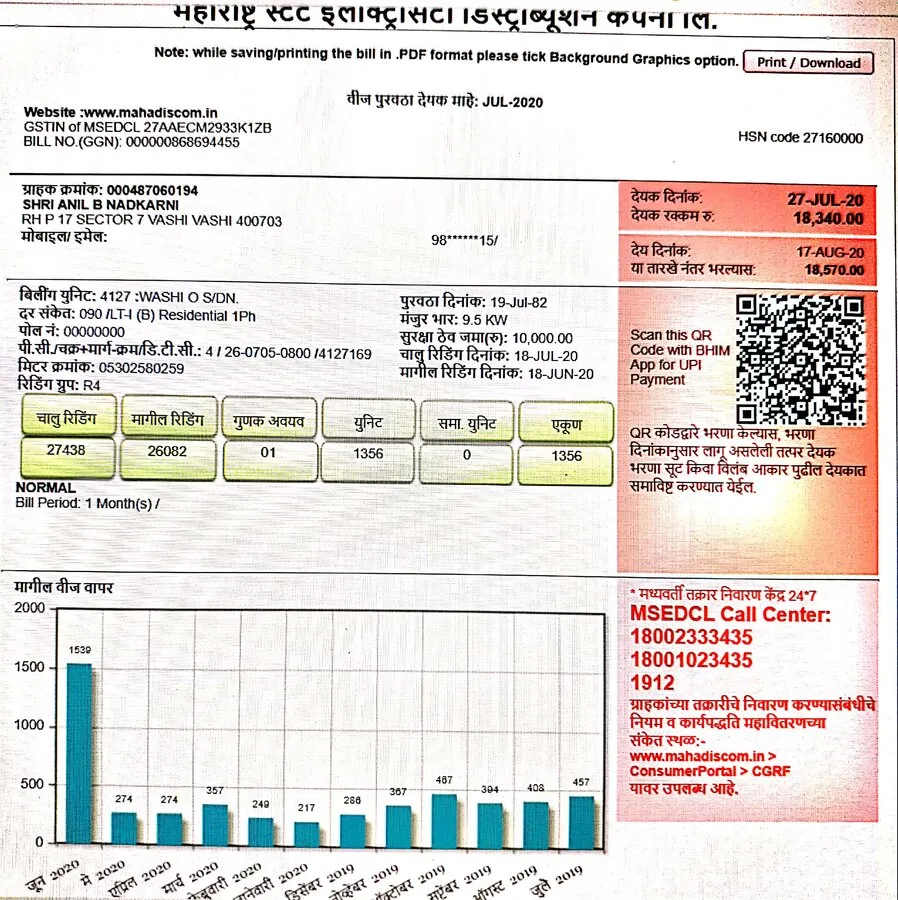 महाराष्ट्र स्टेट इलेक्ट्रिसिटी डिस्ट्रीब्यूशन कंपनी लि.
Note: while saving/printing the bill in .PDF format please tick Background Graphics option.
Print / Download
वीज पुरवठा देयक माहे: JUL-2020
Website :www.mahadiscom.in
GSTIN of MSEDCL 27AAECM2933K1ZB
BILL NO.(GGN): 000000868694455
HSN code 27160000
ग्राहक क्रमांक: 000487060194
SHRI ANIL B NADKARNI
RH P 17 SECTOR 7 VASHI VASHI 400703
मोबाइल/ इमेल:
98******15/
देयक दिनांक:
27-JUL-20
देयक रक्कम रु:
18,340.00
देय दिनांक:
17-AUG-20
या तारखे नंतर भरल्यास:
18,570.00
बिलींग युनिट: 4127 :WASHI O S/DN.
दर संकेत: 090 /LT-I (B) Residential 1Ph
पोल नं: 00000000
पी.सी./चक्र+मार्ग-क्रम/डि.टी.सी.: 4 / 26-0705-0800 /4127169
मिटर क्रमांक: 05302580259
रिडिंग ग्रुप: R4
पुरवठा दिनांक: 19-Jul-82
मंजुर भार: 9.5 KW
सुरक्षा ठेव जमा(रु): 10,000.00
चालु रिडिंग दिनांक: 18-JUL-20
मागील रिडिंग दिनांक: 18-JUN-20
Scan this QR
Code with BHIM
App for UPI
Payment
चालु रिडिंग
मागील रिडिंग
गुणक अवयव
युनिट
समा. युनिट
एकूण
27438
26082
01
1356
0
1356
NORMAL
Bill Period: 1 Month(s) /
QR कोडद्वारे भरणा केल्यास, भरणा
दिनांकानुसार लागू असलेली तत्पर देयक
भरणा सूट किंवा विलंब आकार पुढील देयकात
समाविष्ट करण्यात येईल.
मागील वीज वापर
2000
1500
1000
500
0
1539
274
274
357
249
217
286
367
467
394
408
457
जून 2020
मे 2020
एप्रिल 2020
मार्च 2020
फेब्रुवारी 2020
जानेवारी 2020
डिसेंबर 2019
नोव्हेंबर 2019
ऑक्टोबर 2019
सप्टेंबर 2019
ऑगस्ट 2019
जुलै 2019
* मध्यवर्ती तक्रार निवारण केंद्र 24*7
MSEDCL Call Center:
18002333435
18001023435
1912
ग्राहकांच्या तक्रारीचे निवारण करण्यासंबंधीचे
नियम व कार्यपद्धति महावितरणच्या
संकेत स्थळ:-
www.mahadiscom.in >
ConsumerPortal > CGRF
यावर उपलब्ध आहे.